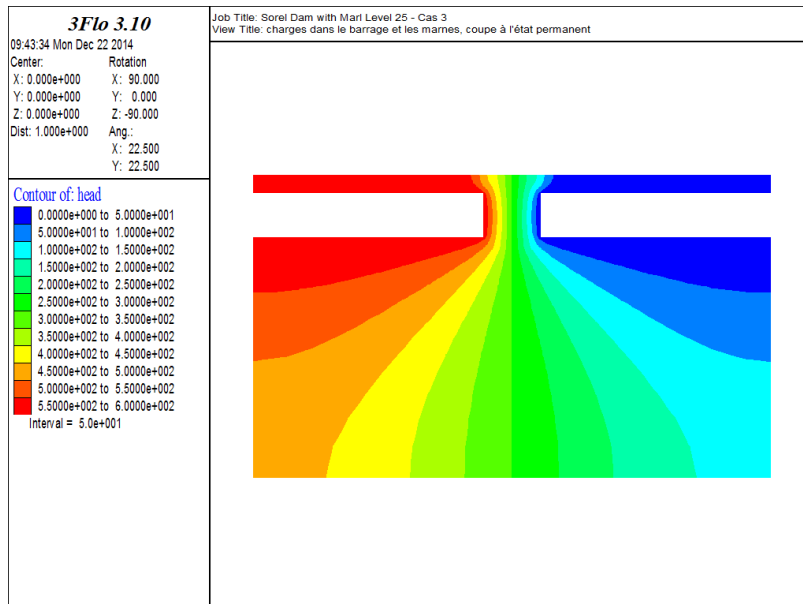 3Flo 3.10
09:43:34 Mon Dec 22 2014
Center: Rotation
X: 0.000e+000 X: 90.000
Y: 0.000e+000 Y: 0.000
Z: 0.000e+000 Z: -90.000
Dist: 1.000e+000 Ang.:
X: 22.500
Y: 22.500
Job Title: Sorel Dam with Marl Level 25 - Cas 3
View Title: charges dans le barrage et les marnes, coupe à l'état permanent
Contour of: head
0.0000e+000 to 5.0000e+001
5.0000e+001 to 1.0000e+002
1.0000e+002 to 1.5000e+002
1.5000e+002 to 2.0000e+002
2.0000e+002 to 2.5000e+002
2.5000e+002 to 3.0000e+002
3.0000e+002 to 3.5000e+002
3.5000e+002 to 4.0000e+002
4.0000e+002 to 4.5000e+002
4.5000e+002 to 5.0000e+002
5.0000e+002 to 5.5000e+002
5.5000e+002 to 6.0000e+002
Interval = 5.0e+001